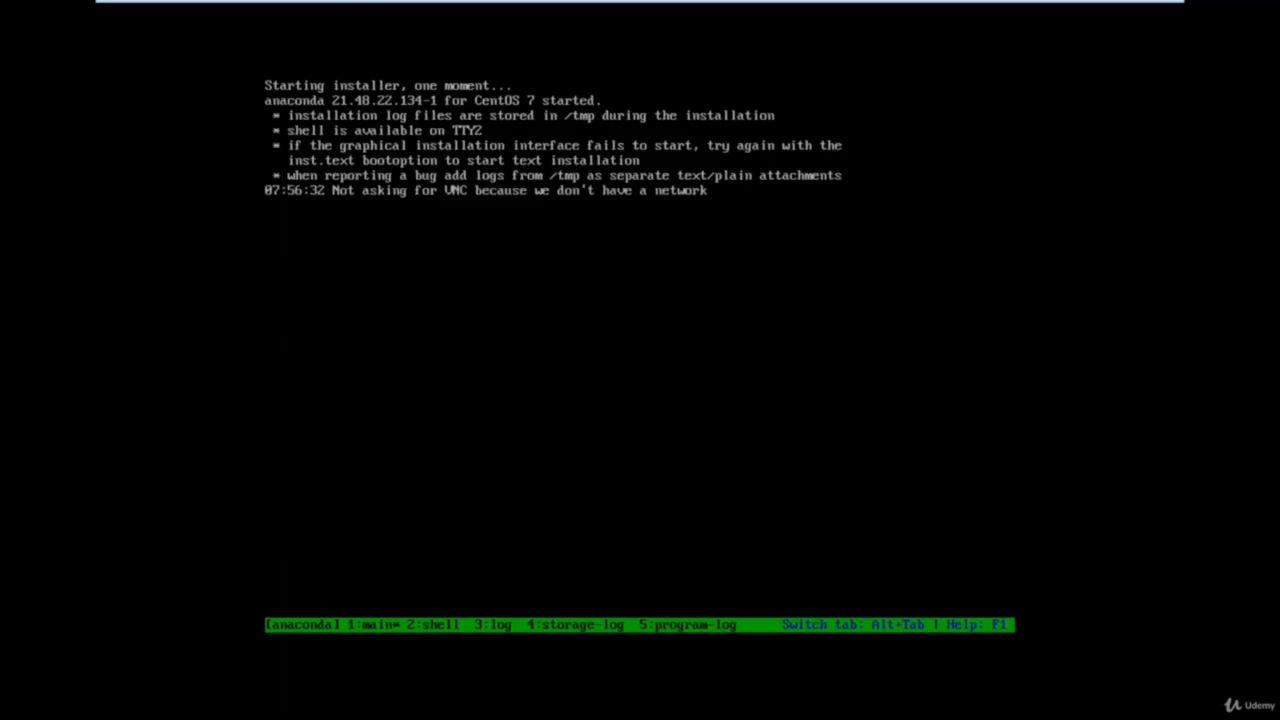 Starting installer, one moment...
anaconda 21.48.22.134-1 for CentOS 7 started.
* installation log files are stored in /tmp during the installation
* shell is available on TTY2
* if the graphical installation interface fails to start, try again with the
inst.text bootoption to start text installation
* when reporting a bug add logs from /tmp as separate text/plain attachments
07:56:32 Not asking for VNC because we don't have a network
[anaconda] 1:main* 2:shell  3:log  4:storage-log  5:program-log      Switch tab: Alt+Tab | Help: F1
Udemy